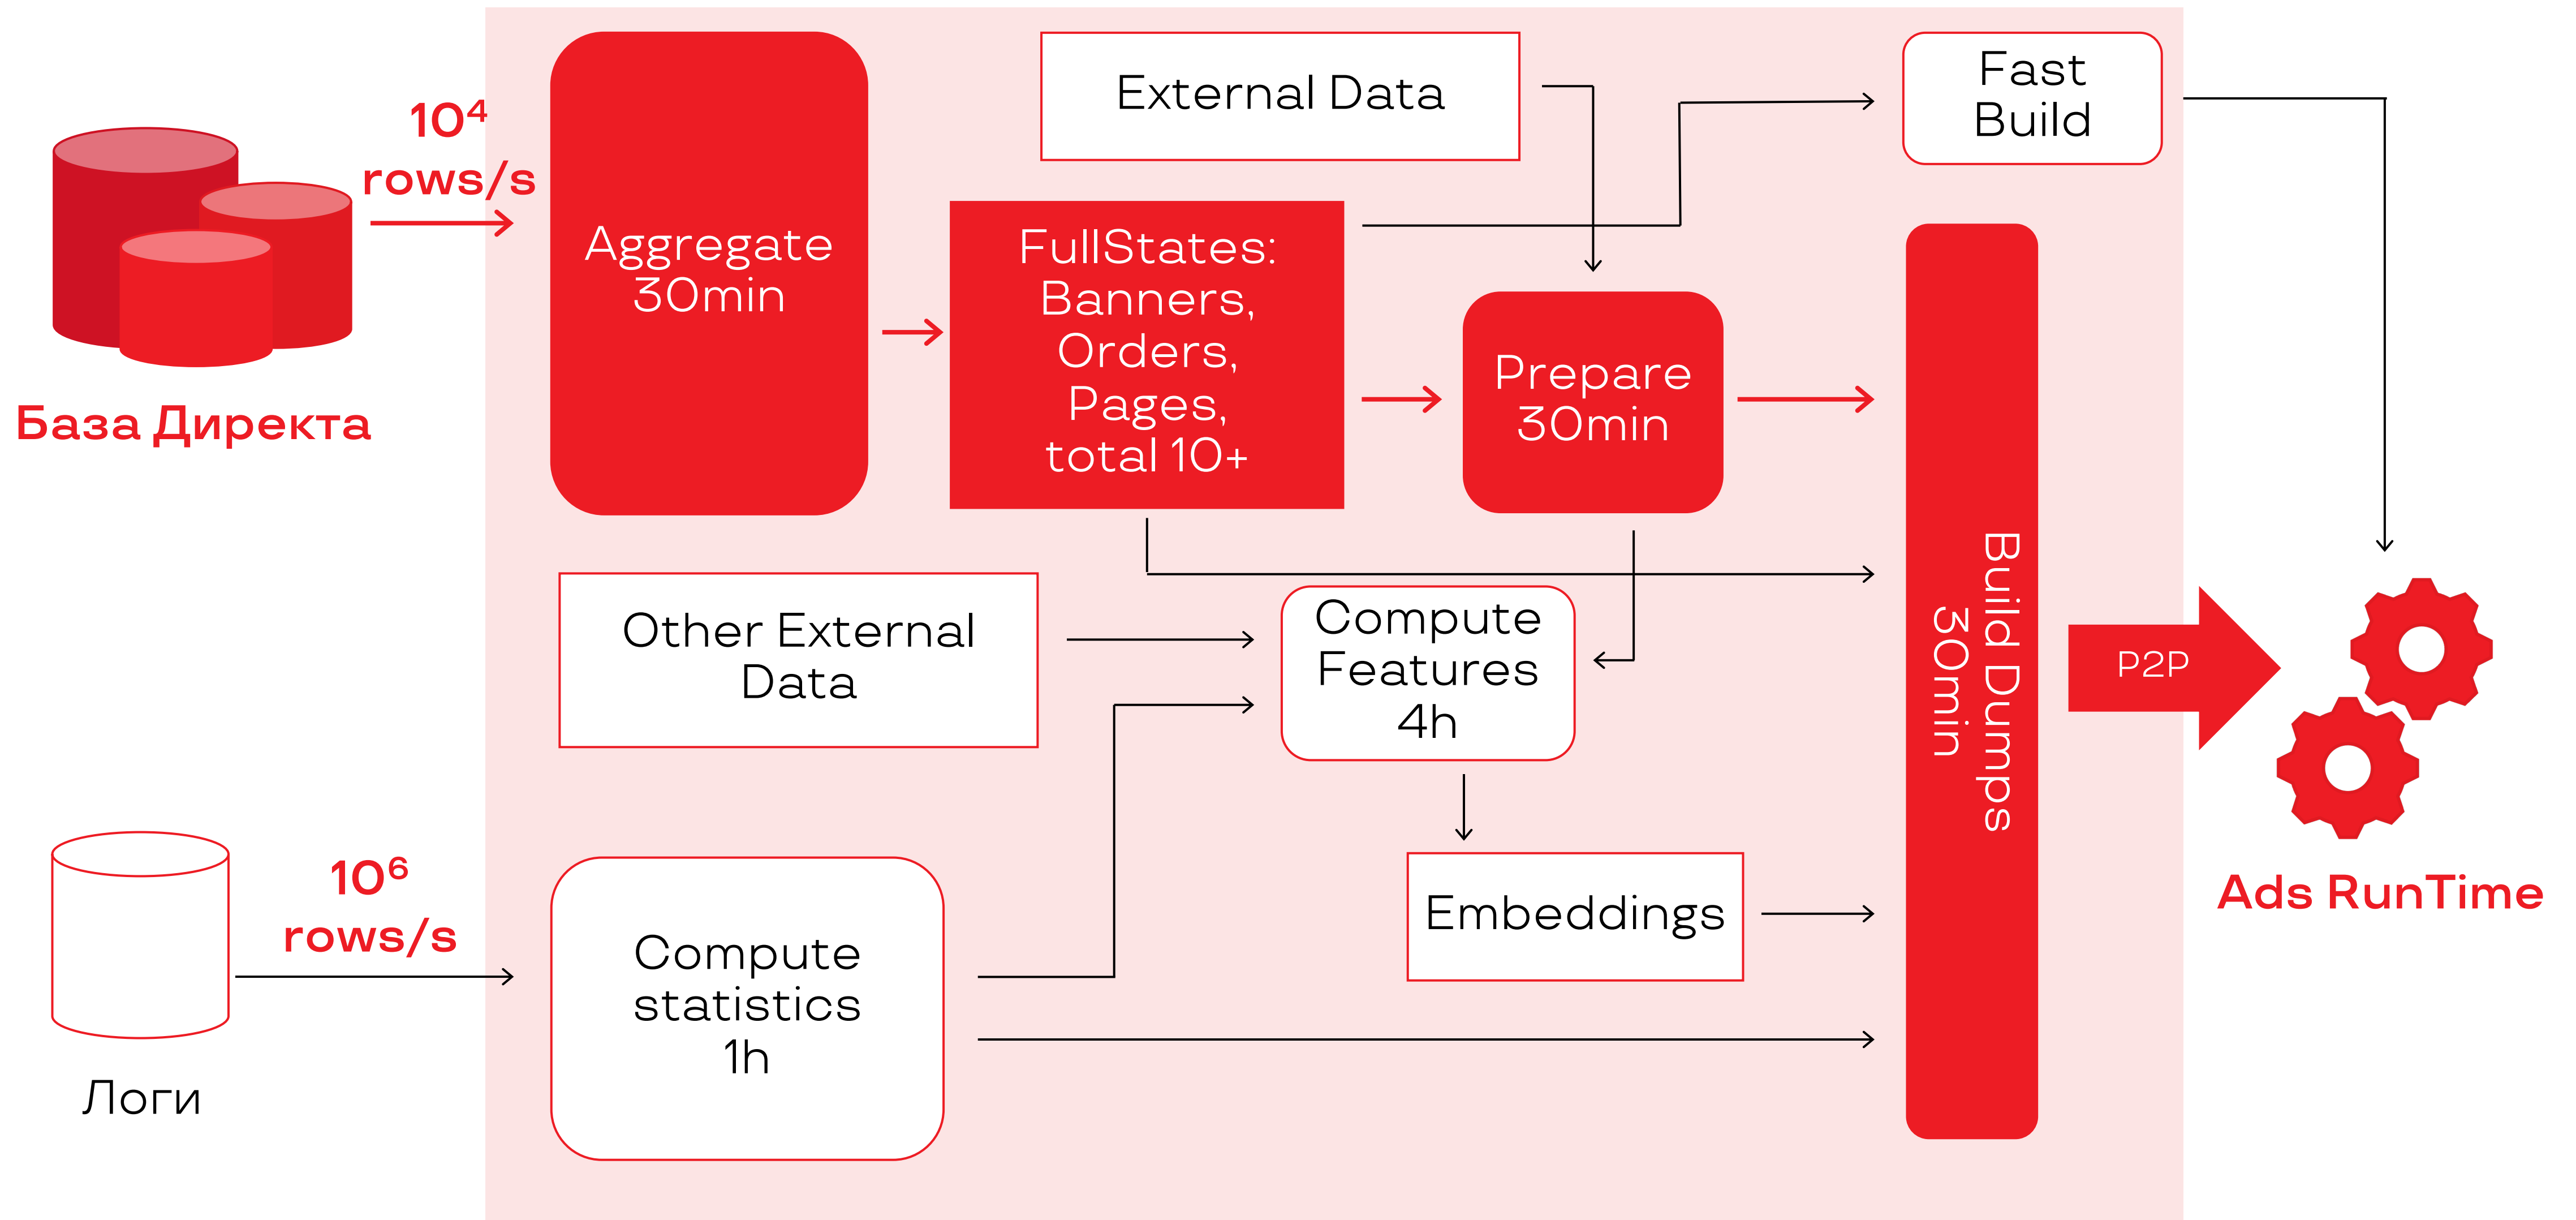 10⁴
rows/s
База Директа
Aggregate
30min
External Data
FullStates:
Banners,
Orders,
Pages,
total 10+
Prepare
30min
Fast
Build
Other External
Data
Compute
Features
4h
Build Dumps
30min
P2P
Ads RunTime
10⁶
rows/s
Логи
Compute
statistics
1h
Embeddings